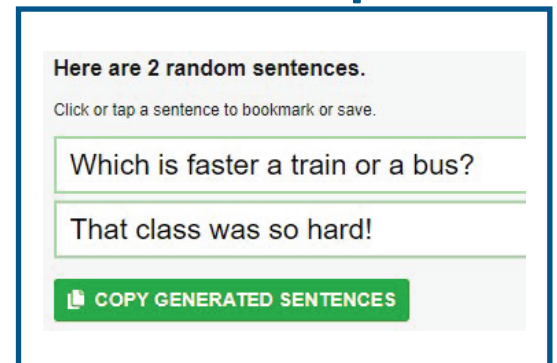 Here are 2 random sentences.
Click or tap a sentence to bookmark or save.
Which is faster a train or a bus?
That class was so hard!
COPY GENERATED SENTENCES